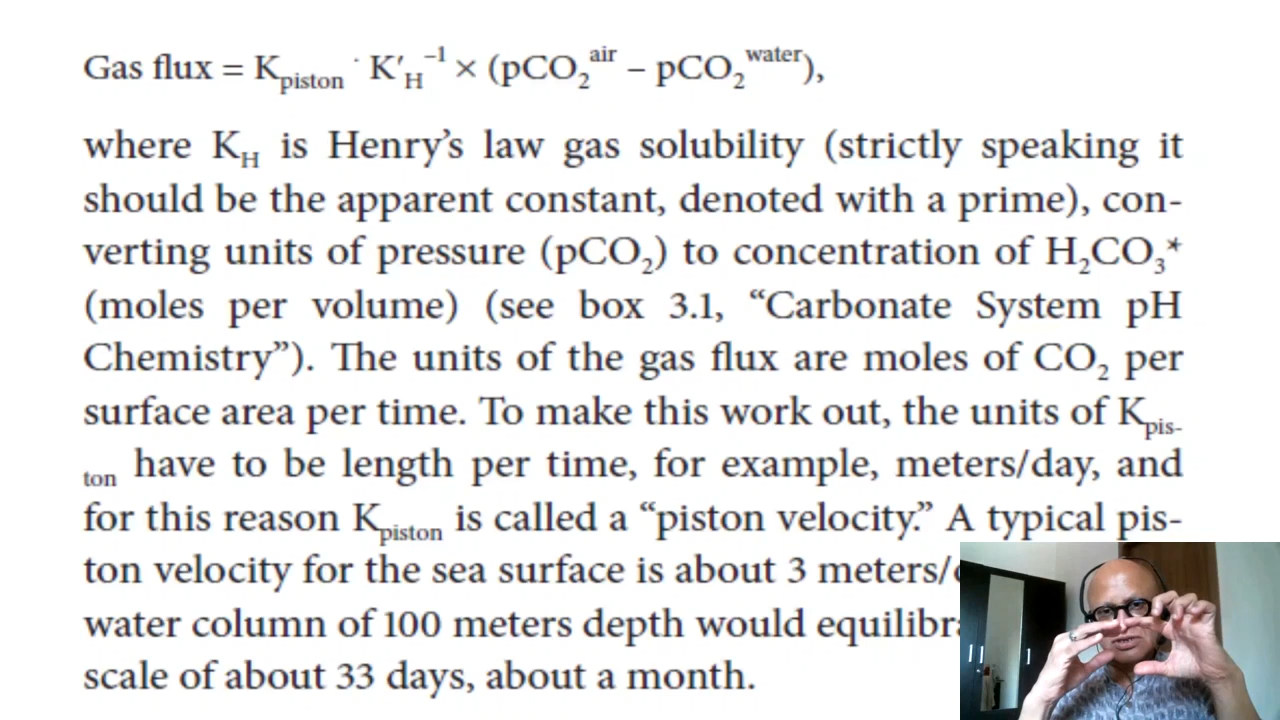 Gas flux = K_piston · K′_H⁻¹ × (pCO₂^air – pCO₂^water),
where K_H is Henry’s law gas solubility (strictly speaking it
should be the apparent constant, denoted with a prime), con-
verting units of pressure (pCO₂) to concentration of H₂CO₃*
(moles per volume) (see box 3.1, “Carbonate System pH
Chemistry”). The units of the gas flux are moles of CO₂ per
surface area per time. To make this work out, the units of K_pis-
ton have to be length per time, for example, meters/day, and
for this reason K_piston is called a “piston velocity.” A typical pis-
ton velocity for the sea surface is about 3 meters/
water column of 100 meters depth would
scale of about 33 days, about a month.